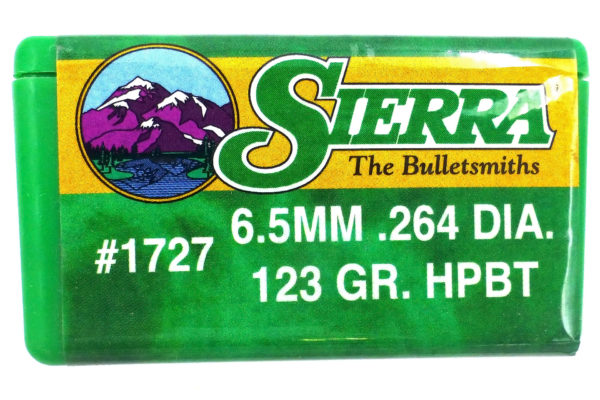 SIERRA
The Bulletsmiths
#1727
6.5MM .264 DIA.
123 GR. HPBT